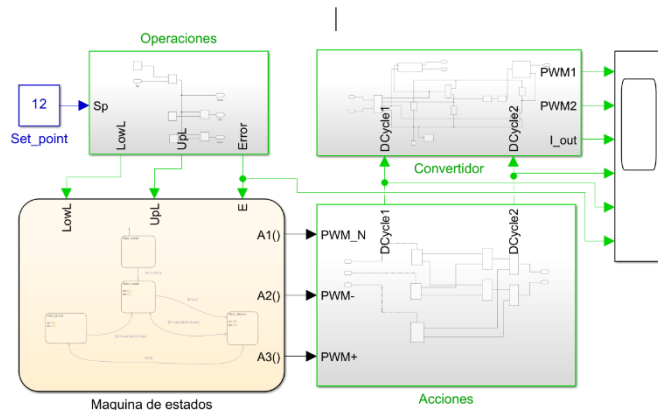 Operaciones
12
Sp
Set_point
LowL
UpL
Error
DCycle1
DCycle2
PWM1
PWM2
I_out
Convertidor
LowL
UpL
E
A1()
A2()
A3()
Maquina de estados
DCycle1
DCycle2
PWM_N
PWM-
PWM+
Acciones